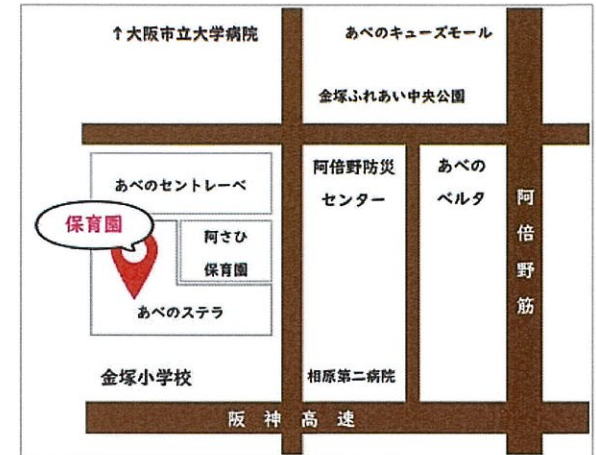 ↑大阪市立大学病院
あべのキューズモール
金塚ふれあい中央公園
あべのセントレーベ
阿倍野防災
センター
あべの
ベルタ
保育園
阿さひ
保育園
阿倍野筋
あべのステラ
金塚小学校
相原第二病院
阪神高速